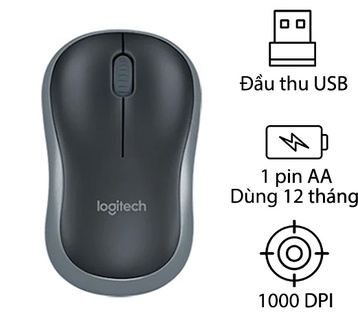 logitech
Đầu thu USB
1 pin AA
Dùng 12 tháng
1000 DPI